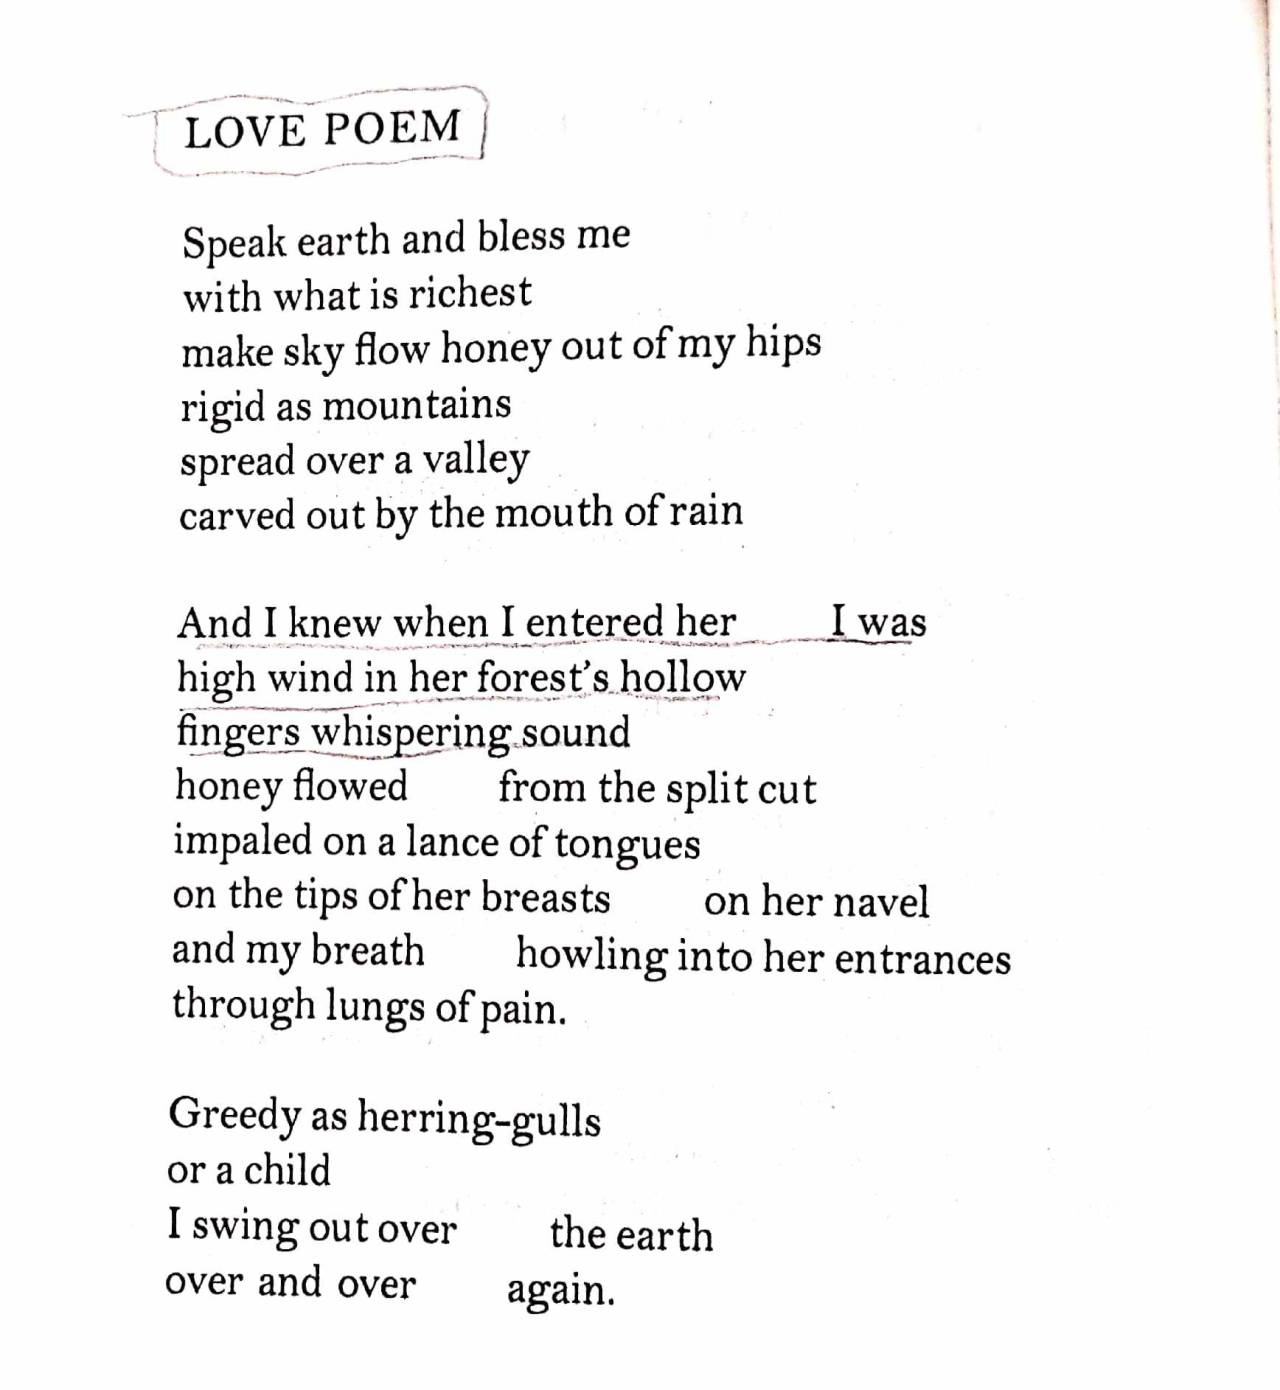 LOVE POEM
Speak earth and bless me
with what is richest
make sky flow honey out of my hips
rigid as mountains
spread over a valley
carved out by the mouth of rain
And I knew when I entered her I was
high wind in her forest's hollow
fingers whispering sound
honey flowed from the split cut
impaled on a lance of tongues
on the tips of her breasts on her navel
and my breath howling into her entrances
through lungs of pain.
Greedy as herring-gulls
or a child
I swing out over the earth
over and over again.